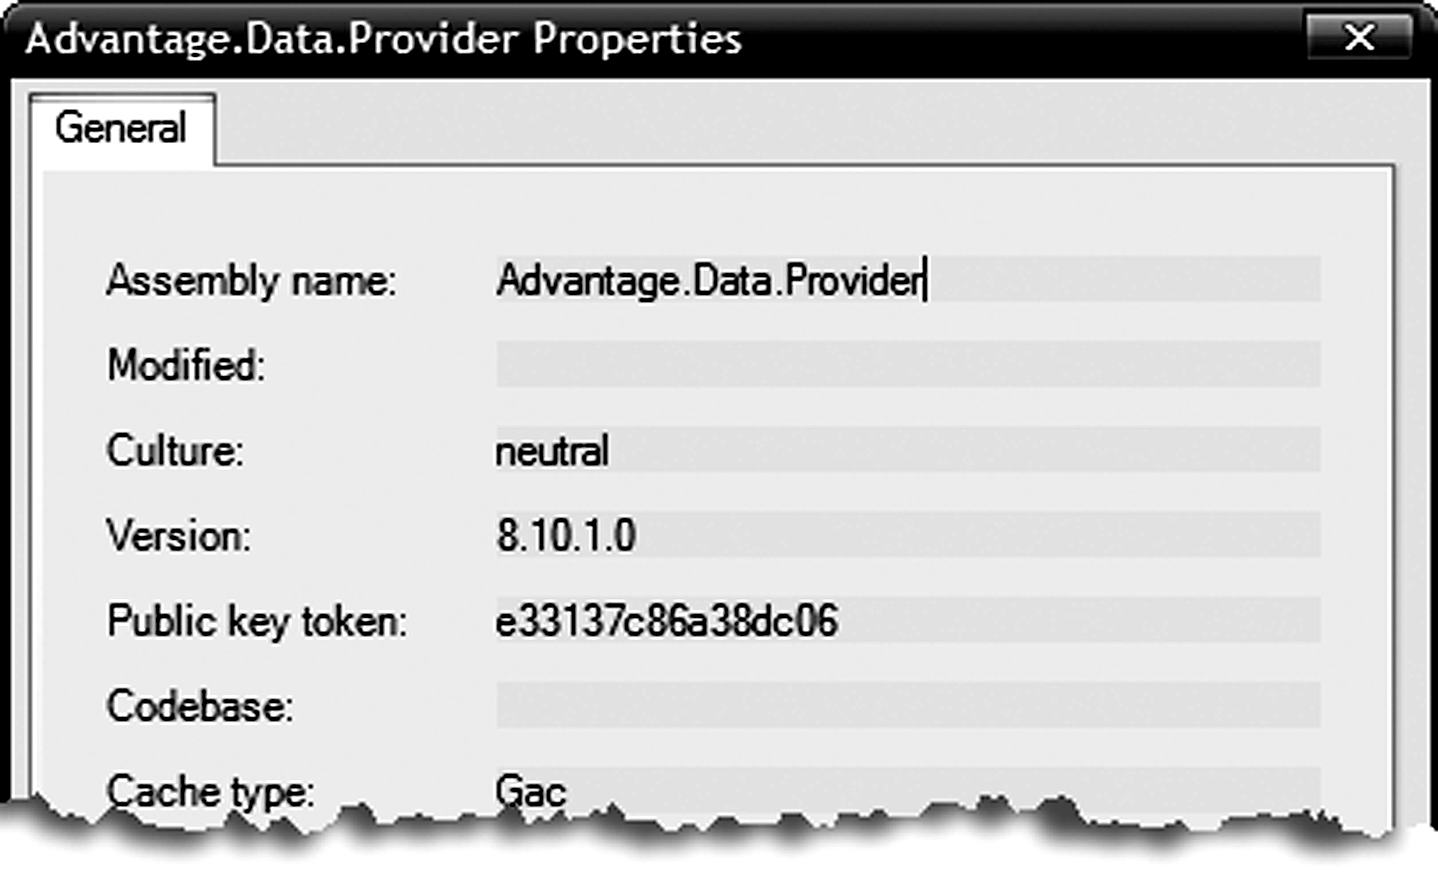 Advantage.Data.Provider Properties
General
Assembly name: Advantage.Data.Provider
Modified:
Culture: neutral
Version: 8.10.1.0
Public key token: e33137c86a38dc06
Codebase:
Cache type: Gac